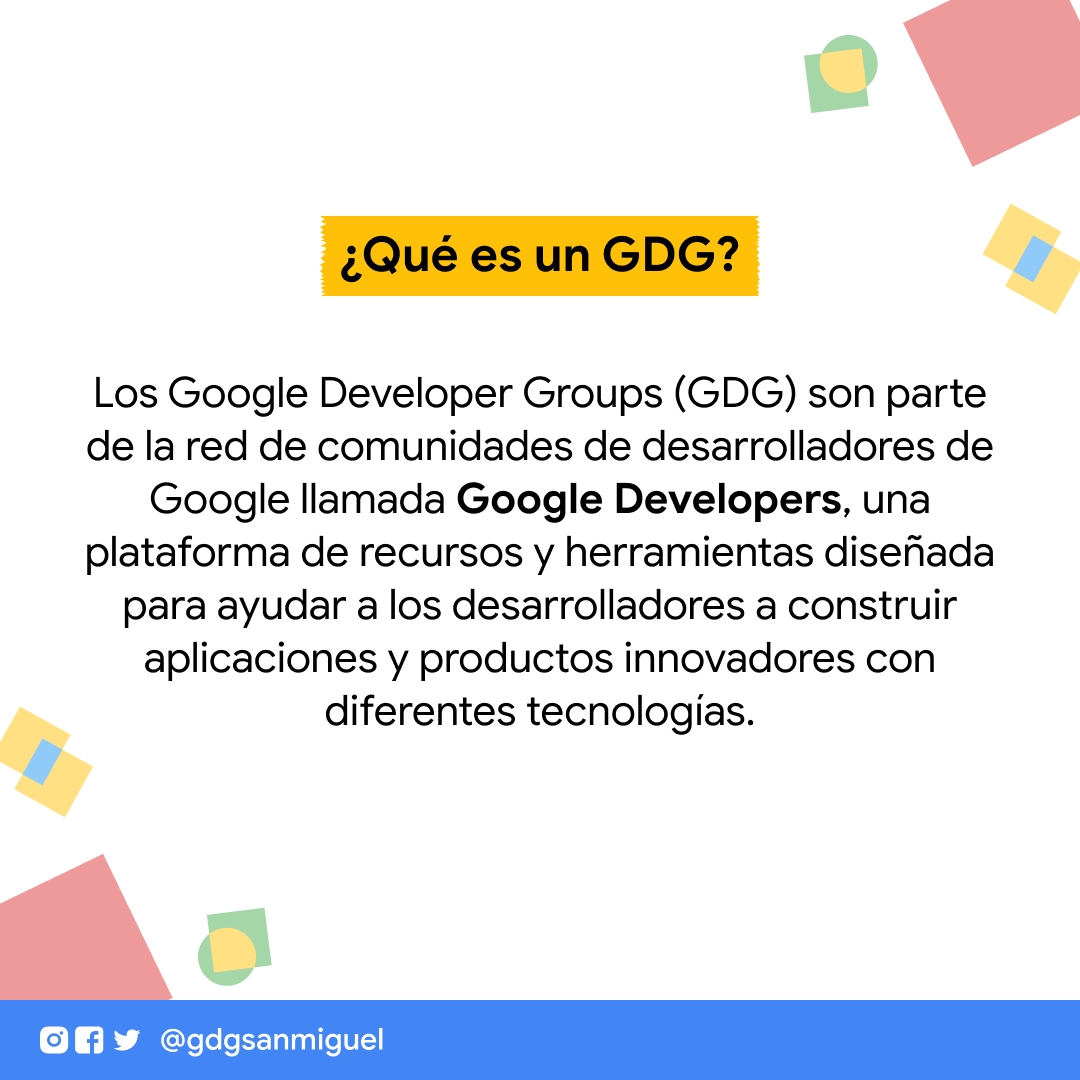 ¿Qué es un GDG?
Los Google Developer Groups (GDG) son parte
de la red de comunidades de desarrolladores de
Google llamada Google Developers, una
plataforma de recursos y herramientas diseñada
para ayudar a los desarrolladores a construir
aplicaciones y productos innovadores con
diferentes tecnologías.
@gdgsanmiguel